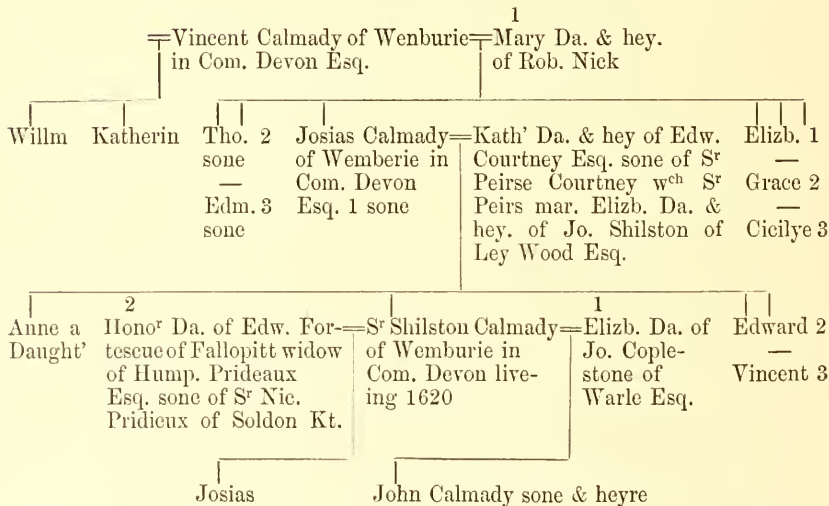 1
Vincent Calmady of Wenburie
in Com. Devon Esq.
Mary Da. & hey.
of Rob. Nick
Willm
Katherin
Tho. 2
sone
—
Edm. 3
sone
Josias Calmady
of Wemberie in
Com. Devon
Esq. 1 sone
Kath' Da. & hey of Edw.
Courtney Esq. sone of Sʳ
Peirse Courtney wᶜʰ Sʳ
Peirs mar. Elizb. Da. &
hey. of Jo. Shilston of
Ley Wood Esq.
Elizb. 1
—
Grace 2
—
Cicilye 3
Anne a
Daught'
2
Honoʳ Da. of Edw. For-
tescue of Fallopitt widow
of Hump. Prideaux
Esq. sone of Sʳ Nic.
Pridieux of Soldon Kt.
Sʳ Shilston Calmady
of Wemburie in
Com. Devon live-
ing 1620
1
Elizb. Da. of
Jo. Cople-
stone of
Warle Esq.
Edward 2
—
Vincent 3
Josias
John Calmady sone & heyre